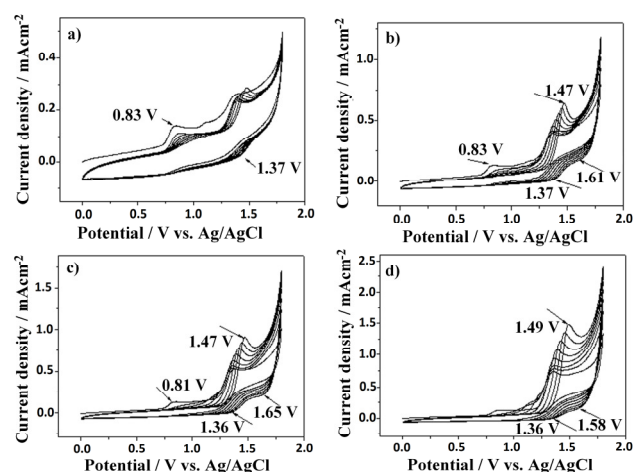 a)
Current density / mAcm-2
0.4
0.2
0.0
0.83 V
1.37 V
0.0 0.5 1.0 1.5 2.0
Potential / V vs. Ag/AgCl
b)
Current density / mAcm-2
1.0
0.5
0.0
1.47 V
0.83 V
1.61 V
1.37 V
0.0 0.5 1.0 1.5 2.0
Potential / V vs. Ag/AgCl
c)
Current density / mAcm-2
1.5
1.0
0.5
0.0
1.47 V
0.81 V
1.65 V
1.36 V
0.0 0.5 1.0 1.5 2.0
Potential / V vs. Ag/AgCl
d)
Current density / mAcm-2
2.5
2.0
1.5
1.0
0.5
0.0
1.49 V
1.36 V
1.58 V
0.0 0.5 1.0 1.5 2.0
Potential / V vs. Ag/AgCl